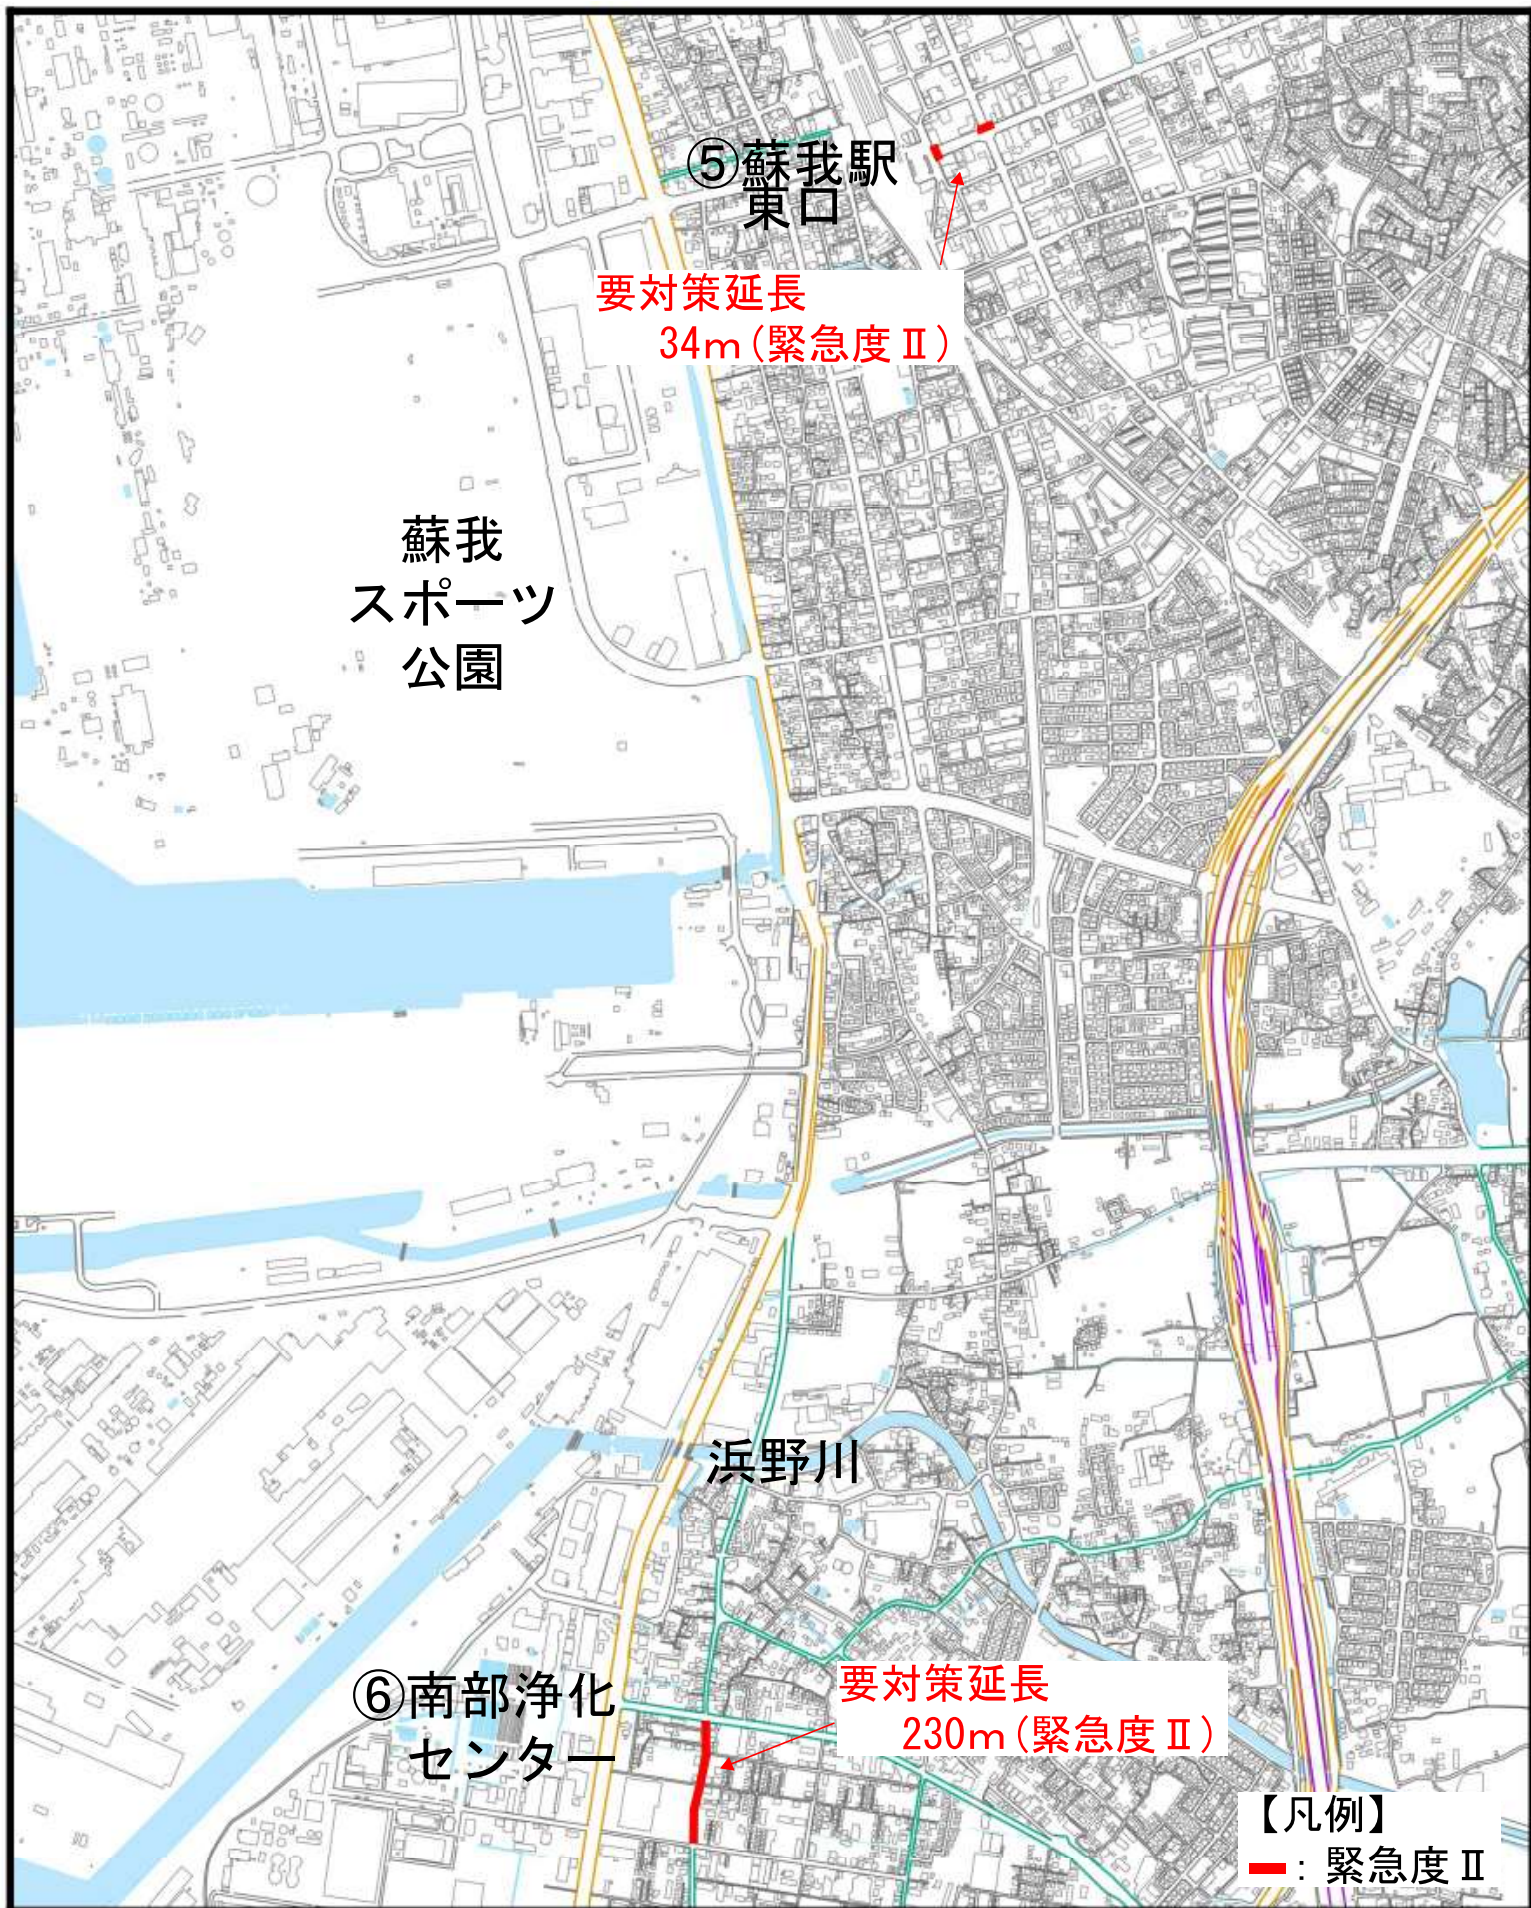 ⑤蘇我駅
東口
要対策延長
34m(緊急度Ⅱ)
蘇我
スポーツ
公園
浜野川
⑥南部浄化
センター
要対策延長
230m(緊急度Ⅱ)
【凡例】
:緊急度Ⅱ